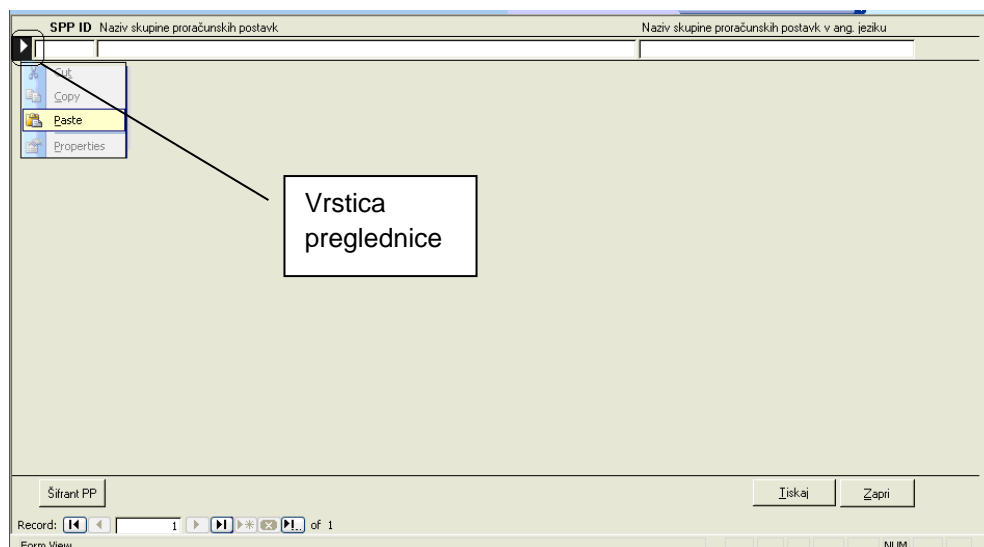 SPP ID Naziv skupine proračunskih postavk Naziv skupine proračunskih postavk v ang. jeziku
Cut
Copy
Paste
Properties
Vrstica
preglednice
Šifrant PP Tiskaj Zapri
Record: 1 of 1
Form View NUM